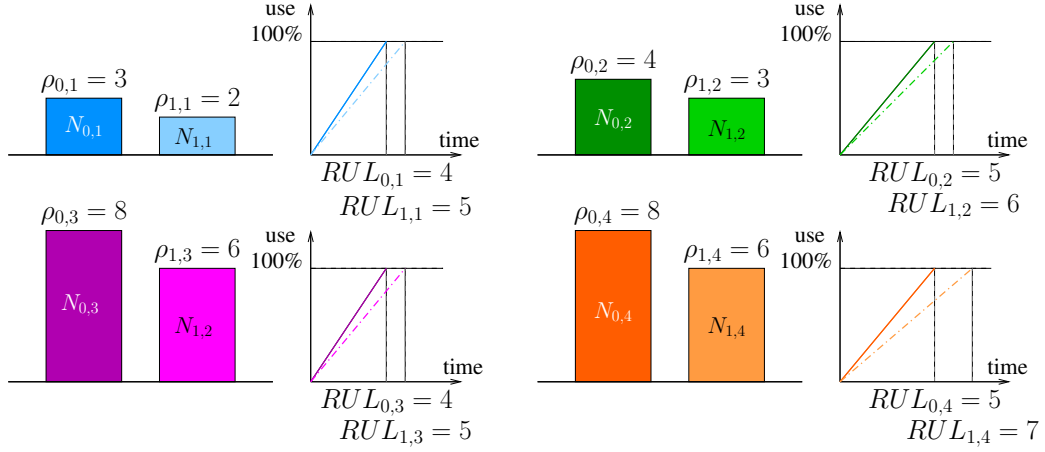 use
100%
ρ0,1 = 3
ρ1,1 = 2
N0,1
N1,1
time
RUL0,1 = 4
RUL1,1 = 5
use
100%
ρ0,2 = 4
ρ1,2 = 3
N0,2
N1,2
time
RUL0,2 = 5
RUL1,2 = 6
ρ0,3 = 8
use
ρ1,3 = 6
100%
N0,3
N1,2
time
RUL0,3 = 4
RUL1,3 = 5
ρ0,4 = 8
use
ρ1,4 = 6
100%
N0,4
N1,4
time
RUL0,4 = 5
RUL1,4 = 7